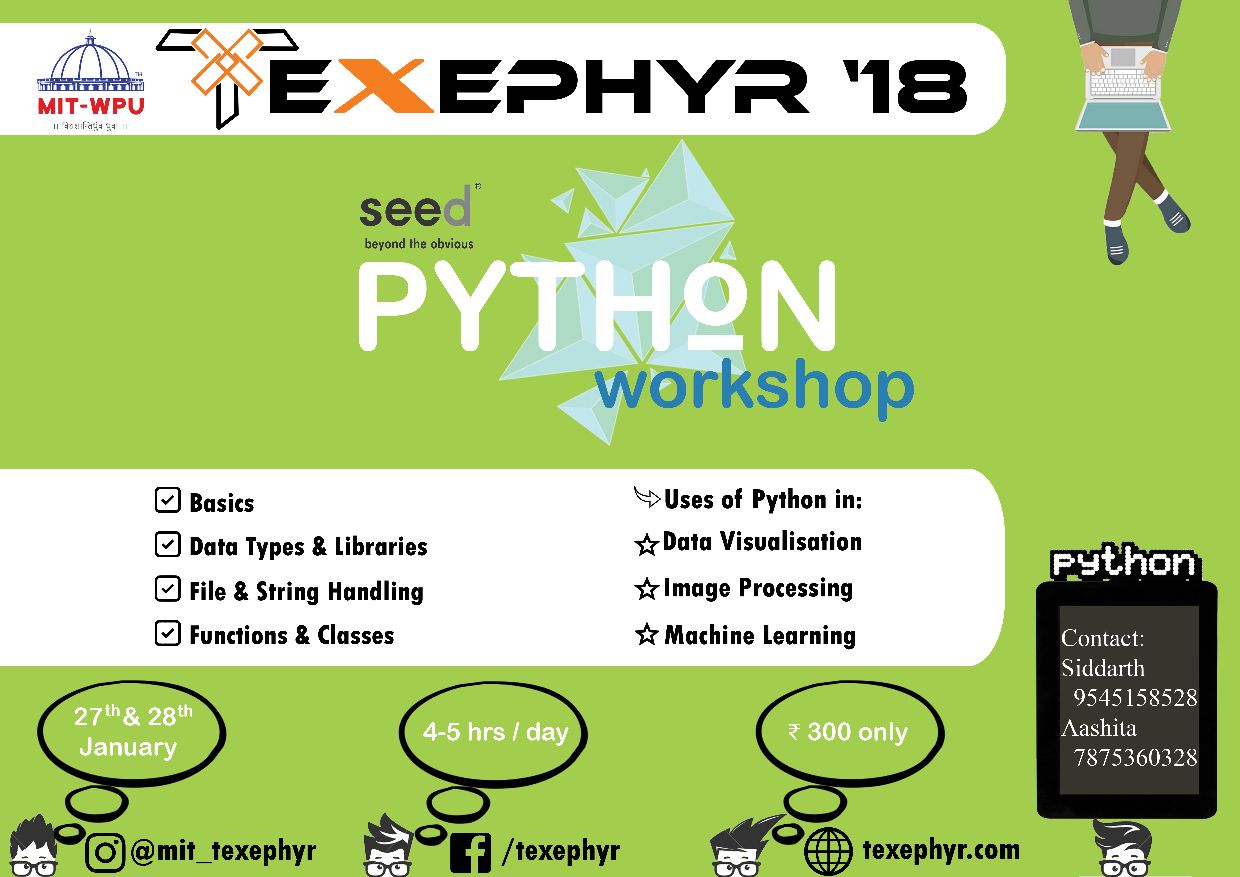 MIT-WPU
TM
TEXEPHYR '18
seed
beyond the obvious
PYTHON
workshop
Basics
Data Types & Libraries
File & String Handling
Functions & Classes
Uses of Python in:
Data Visualisation
Image Processing
Machine Learning
python
Contact:
Siddarth
9545158528
Aashita
7875360328
27th & 28th
January
4-5 hrs / day
₹ 300 only
@mit_texephyr
/texephyr
texephyr.com